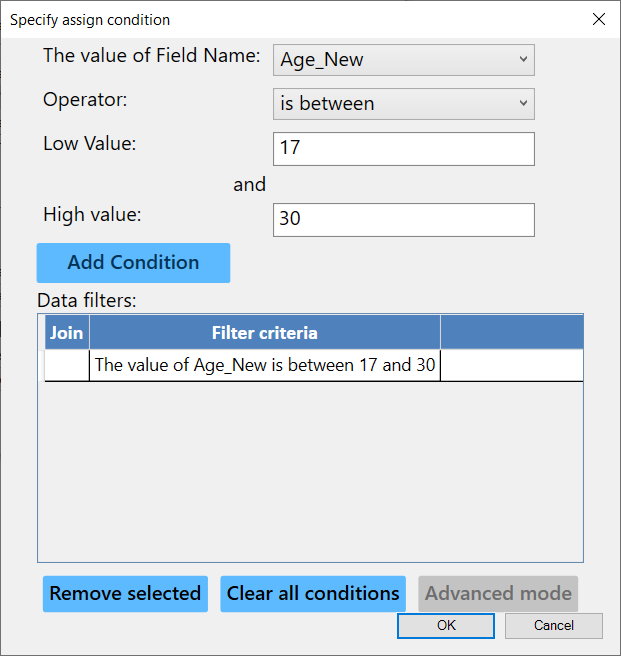 Specify assign condition
The value of Field Name: Age_New
Operator: is between
Low Value: 17
and
High value: 30
Add Condition
Data filters:
Join Filter criteria
The value of Age_New is between 17 and 30
Remove selected Clear all conditions Advanced mode
OK Cancel